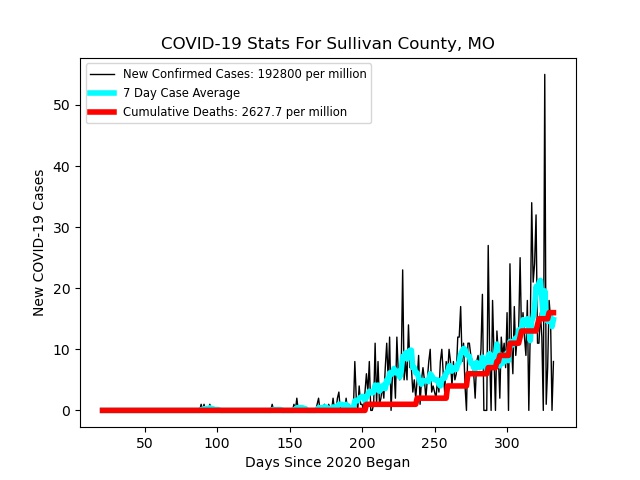 COVID-19 Stats For Sullivan County, MO
New Confirmed Cases: 192800 per million
7 Day Case Average
Cumulative Deaths: 2627.7 per million
New COVID-19 Cases
50
40
30
20
10
0
50 100 150 200 250 300
Days Since 2020 Began